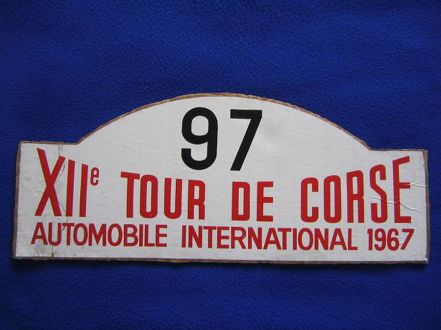 97
XIIe TOUR DE CORSE
AUTOMOBILE INTERNATIONAL 1967